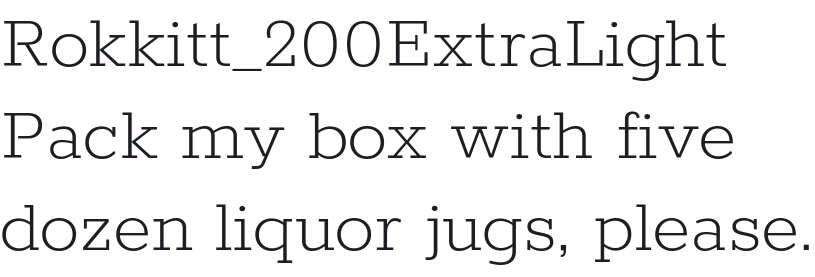 Rokkitt_200ExtraLight
Pack my box with five
dozen liquor jugs, please.